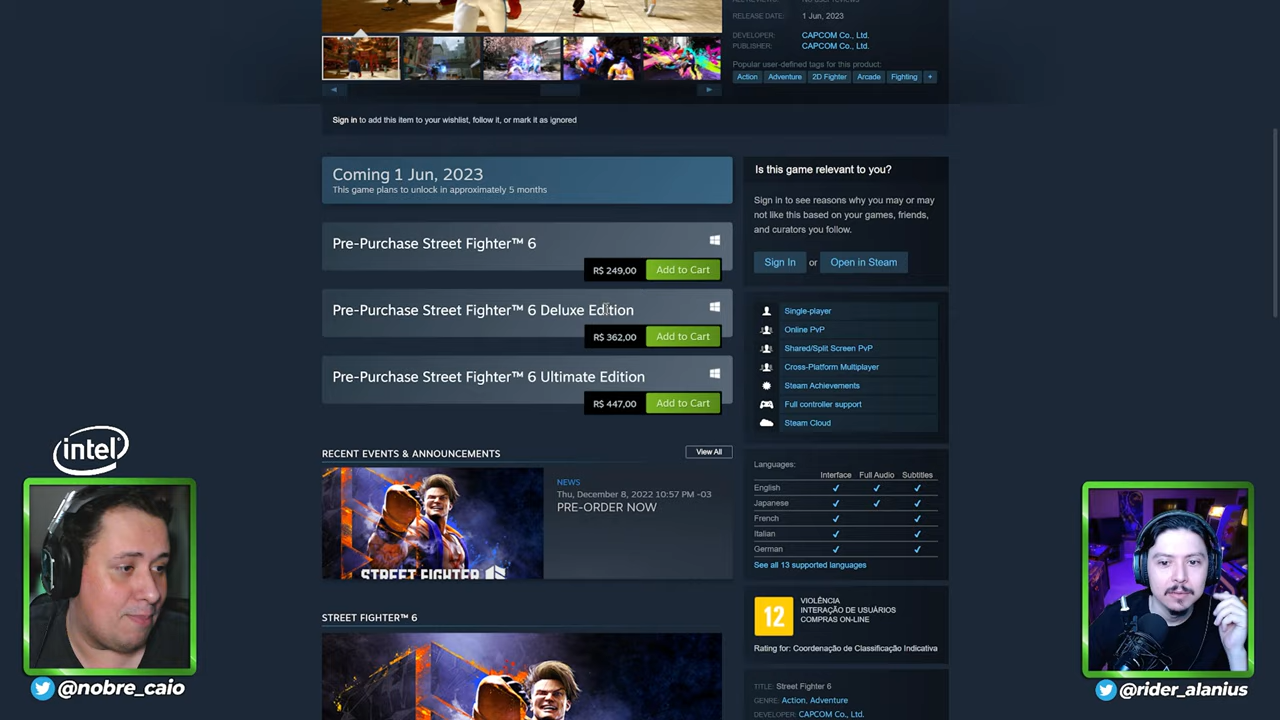 RELEASE DATE: 1 Jun, 2023
DEVELOPER: CAPCOM Co., Ltd.
PUBLISHER: CAPCOM Co., Ltd.
Popular user-defined tags for this product:
Action Adventure 2D Fighter Arcade Fighting +
Sign in to add this item to your wishlist, follow it, or mark it as ignored
Coming 1 Jun, 2023
This game plans to unlock in approximately 5 months
Pre-Purchase Street Fighter™ 6
R$ 249,00 Add to Cart
Pre-Purchase Street Fighter™ 6 Deluxe Edition
R$ 362,00 Add to Cart
Pre-Purchase Street Fighter™ 6 Ultimate Edition
R$ 447,00 Add to Cart
RECENT EVENTS & ANNOUNCEMENTS View All
NEWS
Thu, December 8, 2022 10:57 PM -03
PRE-ORDER NOW
STREET FIGHTER 6
STREET FIGHTER™ 6
Is this game relevant to you?
Sign in to see reasons why you may or may
not like this based on your games, friends,
and curators you follow.
Sign In or Open in Steam
Single-player
Online PvP
Shared/Split Screen PvP
Cross-Platform Multiplayer
Steam Achievements
Full controller support
Steam Cloud
Languages:
Interface Full Audio Subtitles
English ✔ ✔ ✔
Japanese ✔ ✔ ✔
French ✔ ✔
Italian ✔ ✔
German ✔ ✔
See all 13 supported languages
12
VIOLÊNCIA
INTERAÇÃO DE USUÁRIOS
COMPRAS ON-LINE
Rating for: Coordenação de Classificação Indicativa
TITLE: Street Fighter 6
GENRE: Action, Adventure
DEVELOPER: CAPCOM Co., Ltd.
intel
@nobre_caio
@rider_alanius